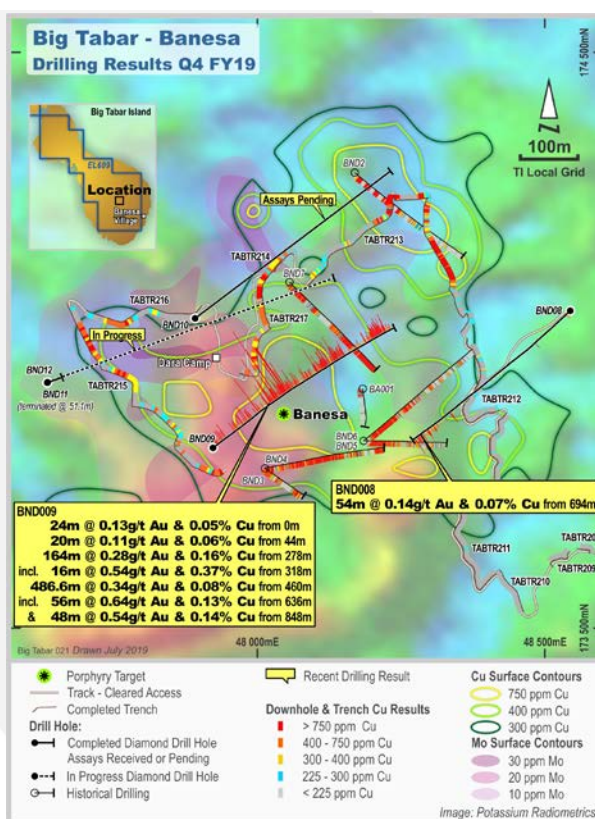 Big Tabar - Banesa
Drilling Results Q4 FY19
174 500mN
Big Tabar Island
EL609
Location
Banesa
Village
100m
TI Local Grid
BND2
Assays Pending
TABTR213
TABTR214
BND7
TABTR216
BND10
TABTR217
BND08
In Progress
Dara Camp
BND12
BND11
(terminated @ 51.1m)
TABTR215
BA001
TABTR212
Banesa
BND09
BND6
BND5
BND4
BND3
BND008
54m @ 0.14g/t Au & 0.07% Cu from 694m
BND009
24m @ 0.13g/t Au & 0.05% Cu from 0m
20m @ 0.11g/t Au & 0.06% Cu from 44m
164m @ 0.28g/t Au & 0.16% Cu from 278m
incl. 16m @ 0.54g/t Au & 0.37% Cu from 318m
486.6m @ 0.34g/t Au & 0.08% Cu from 460m
incl. 56m @ 0.64g/t Au & 0.13% Cu from 636m
& 48m @ 0.54g/t Au & 0.14% Cu from 848m
TABTR211
TABTR210
TABTR209
Big Tabar 021 Drawn July 2019
48 000mE
48 500mE
173 500mN
Porphyry Target
Track - Cleared Access
Completed Trench
Drill Hole:
Completed Diamond Drill Hole
Assays Received or Pending
In Progress Diamond Drill Hole
Historical Drilling
Recent Drilling Result
Downhole & Trench Cu Results
> 750 ppm Cu
400 - 750 ppm Cu
300 - 400 ppm Cu
225 - 300 ppm Cu
< 225 ppm Cu
Cu Surface Contours
750 ppm Cu
400 ppm Cu
300 ppm Cu
Mo Surface Contours
30 ppm Mo
20 ppm Mo
10 ppm Mo
Image: Potassium Radiometrics